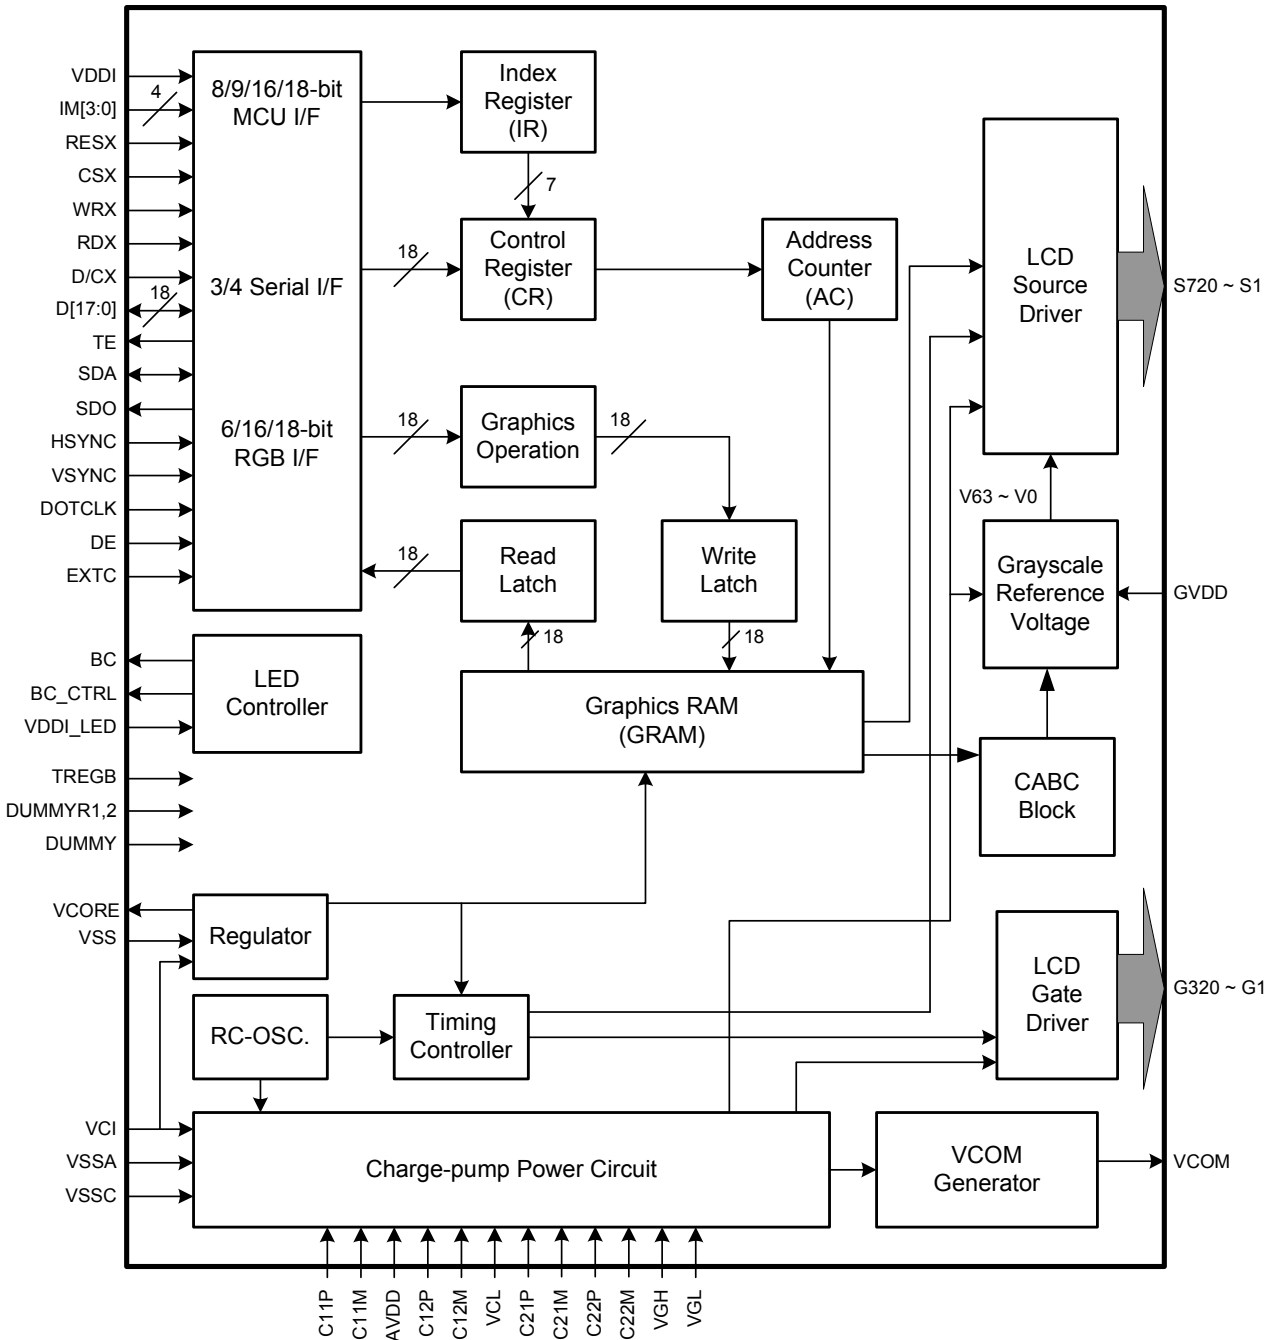 VDDI
IM[3:0]
4
RESX
CSX
WRX
RDX
D/CX
D[17:0]
18
TE
SDA
SDO
HSYNC
VSYNC
DOTCLK
DE
EXTC
8/9/16/18-bit
MCU I/F
3/4 Serial I/F
6/16/18-bit
RGB I/F
Index
Register
(IR)
7
18
Control
Register
(CR)
Address
Counter
(AC)
18
Graphics
Operation
18
18
Read
Latch
Write
Latch
18
18
Graphics RAM
(GRAM)
LCD
Source
Driver
S720 ~ S1
V63 ~ V0
Grayscale
Reference
Voltage
GVDD
CABC
Block
BC
BC_CTRL
VDDI_LED
LED
Controller
TREGB
DUMMYR1,2
DUMMY
VCORE
VSS
Regulator
RC-OSC.
Timing
Controller
LCD
Gate
Driver
G320 ~ G1
VCI
VSSA
VSSC
Charge-pump Power Circuit
VCOM
Generator
VCOM
C11P
C11M
AVDD
C12P
C12M
VCL
C21P
C21M
C22P
C22M
VGH
VGL